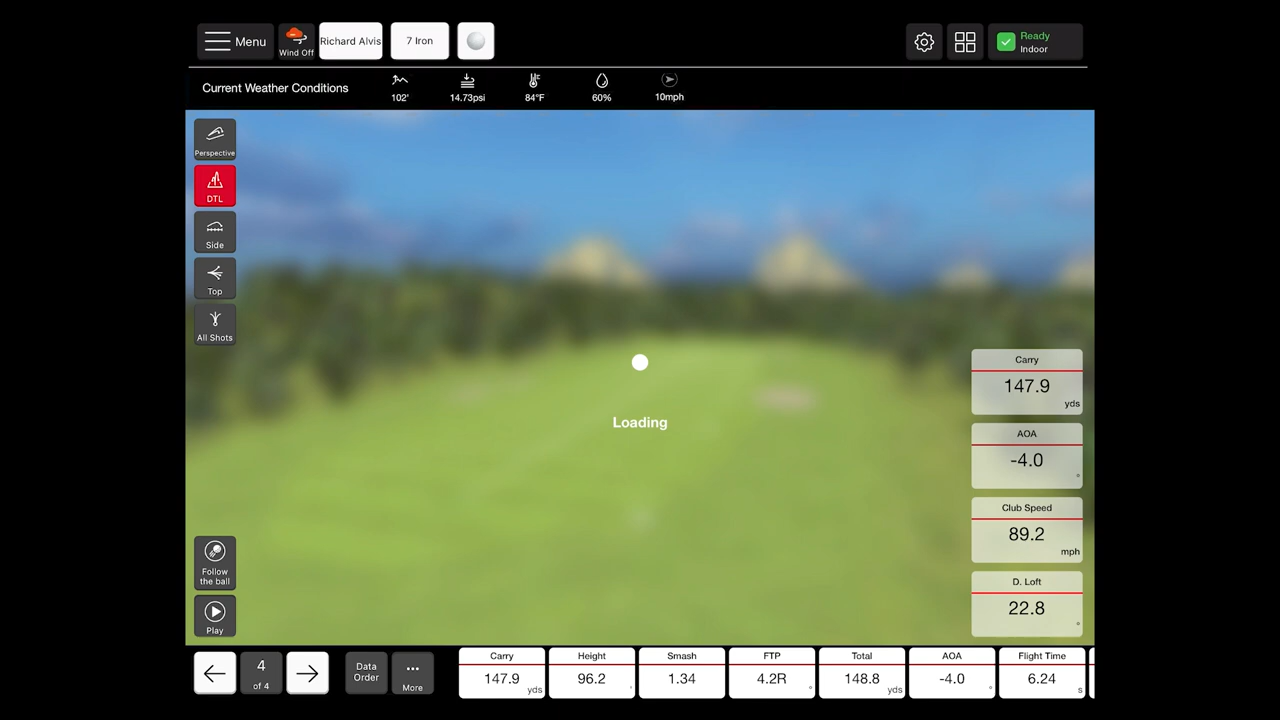 Menu
Wind Off
Richard Alvis
7 Iron
Ready
Indoor
Current Weather Conditions
102'
14.73psi
84°F
60%
10mph
Perspective
DTL
Side
Top
All Shots
Loading
Carry
147.9
yds
AOA
-4.0
°
Club Speed
89.2
mph
D. Loft
22.8
°
Follow
the ball
Play
4
of 4
Data
Order
More
Carry
147.9
yds
Height
96.2
'
Smash
1.34
FTP
4.2R
°
Total
148.8
yds
AOA
-4.0
°
Flight Time
6.24
s